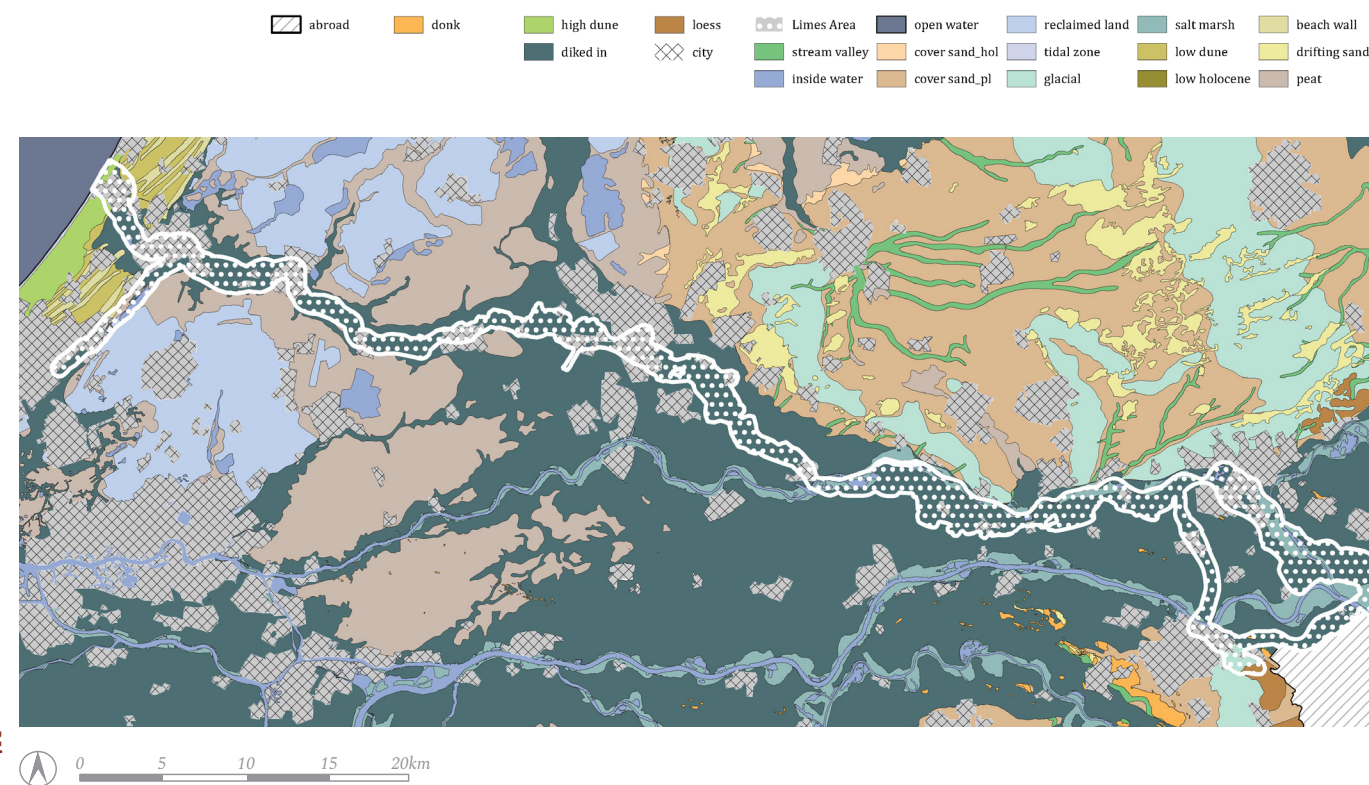 abroad donk high dune loess Limes Area open water reclaimed land salt marsh beach wall
diked in city stream valley cover sand_hol tidal zone low dune drifting sand
inside water cover sand_pl glacial low holocene peat
0 5 10 15 20km